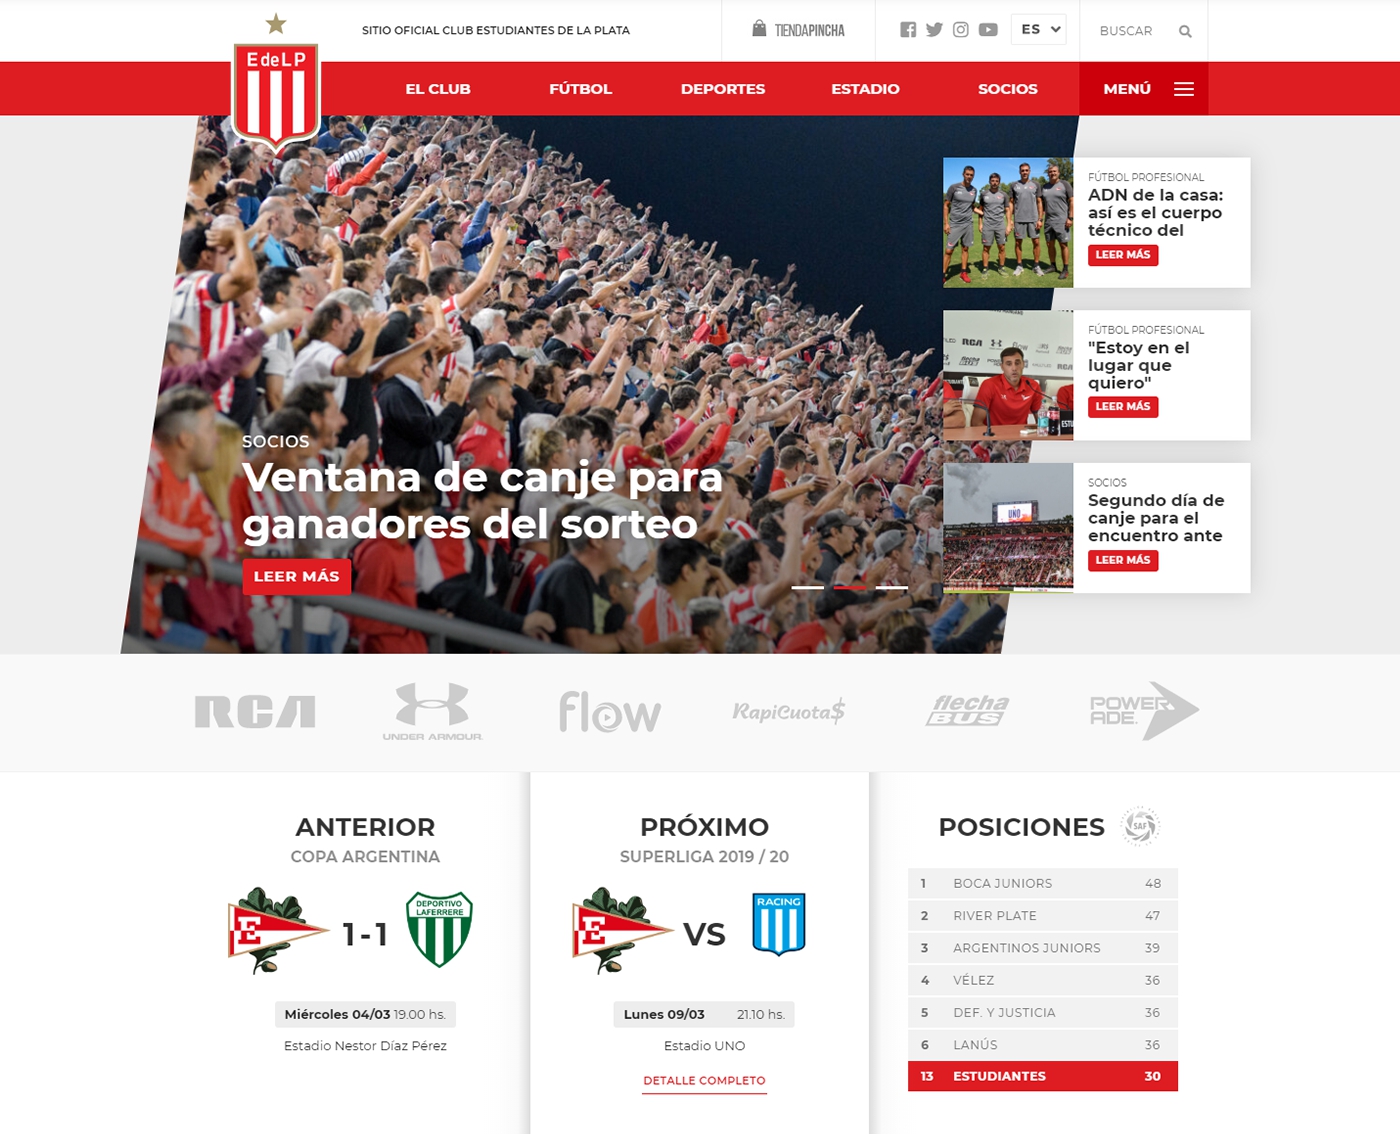 SITIO OFICIAL CLUB ESTUDIANTES DE LA PLATA
TIENDAPINCHA
ES
BUSCAR
EdeLP
EL CLUB
FÚTBOL
DEPORTES
ESTADIO
SOCIOS
MENÚ
SOCIOS
Ventana de canje para
ganadores del sorteo
LEER MÁS
FÚTBOL PROFESIONAL
ADN de la casa:
así es el cuerpo
técnico del
LEER MÁS
FÚTBOL PROFESIONAL
"Estoy en el
lugar que
quiero"
LEER MÁS
UNO
SOCIOS
Segundo día de
canje para el
encuentro ante
LEER MÁS
RCA
UNDER ARMOUR
flow
RapiCuota$
flecha
BUS
POWER
ADE
ANTERIOR
COPA ARGENTINA
E
1-1
DEPORTIVO
LAFERRERE
Miércoles 04/03 19.00 hs.
Estadio Nestor Díaz Pérez
PRÓXIMO
SUPERLIGA 2019 / 20
E
VS
RACING
Lunes 09/03 21.10 hs.
Estadio UNO
DETALLE COMPLETO
POSICIONES
SAF
1 BOCA JUNIORS 48
2 RIVER PLATE 47
3 ARGENTINOS JUNIORS 39
4 VÉLEZ 36
5 DEF. Y JUSTICIA 36
6 LANÚS 36
13 ESTUDIANTES 30